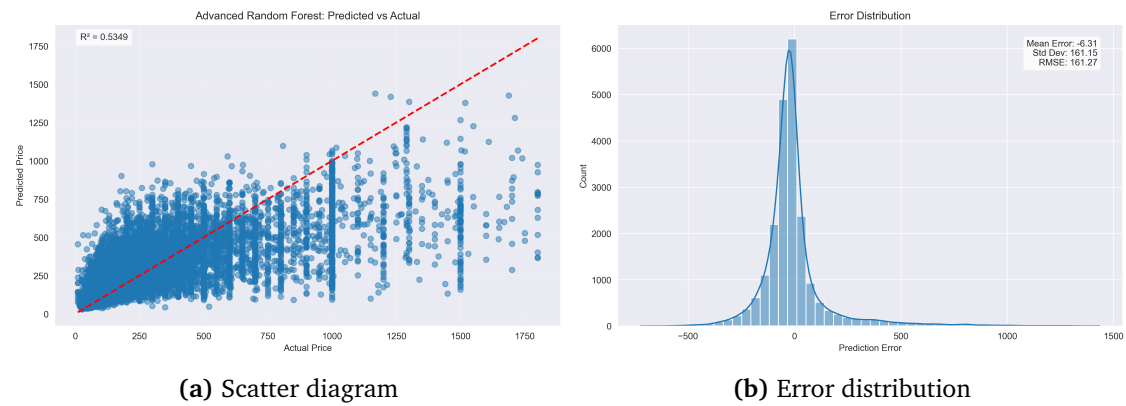 Advanced Random Forest: Predicted vs Actual
R² = 0.5349
1750
1500
1250
1000
750
500
250
0
Predicted Price
0
250
500
750
1000
1250
1500
1750
Actual Price
(a) Scatter diagram
Error Distribution
Mean Error: -6.31
Std Dev: 161.15
RMSE: 161.27
6000
5000
4000
3000
2000
1000
0
Count
−500
0
500
1000
1500
Prediction Error
(b) Error distribution